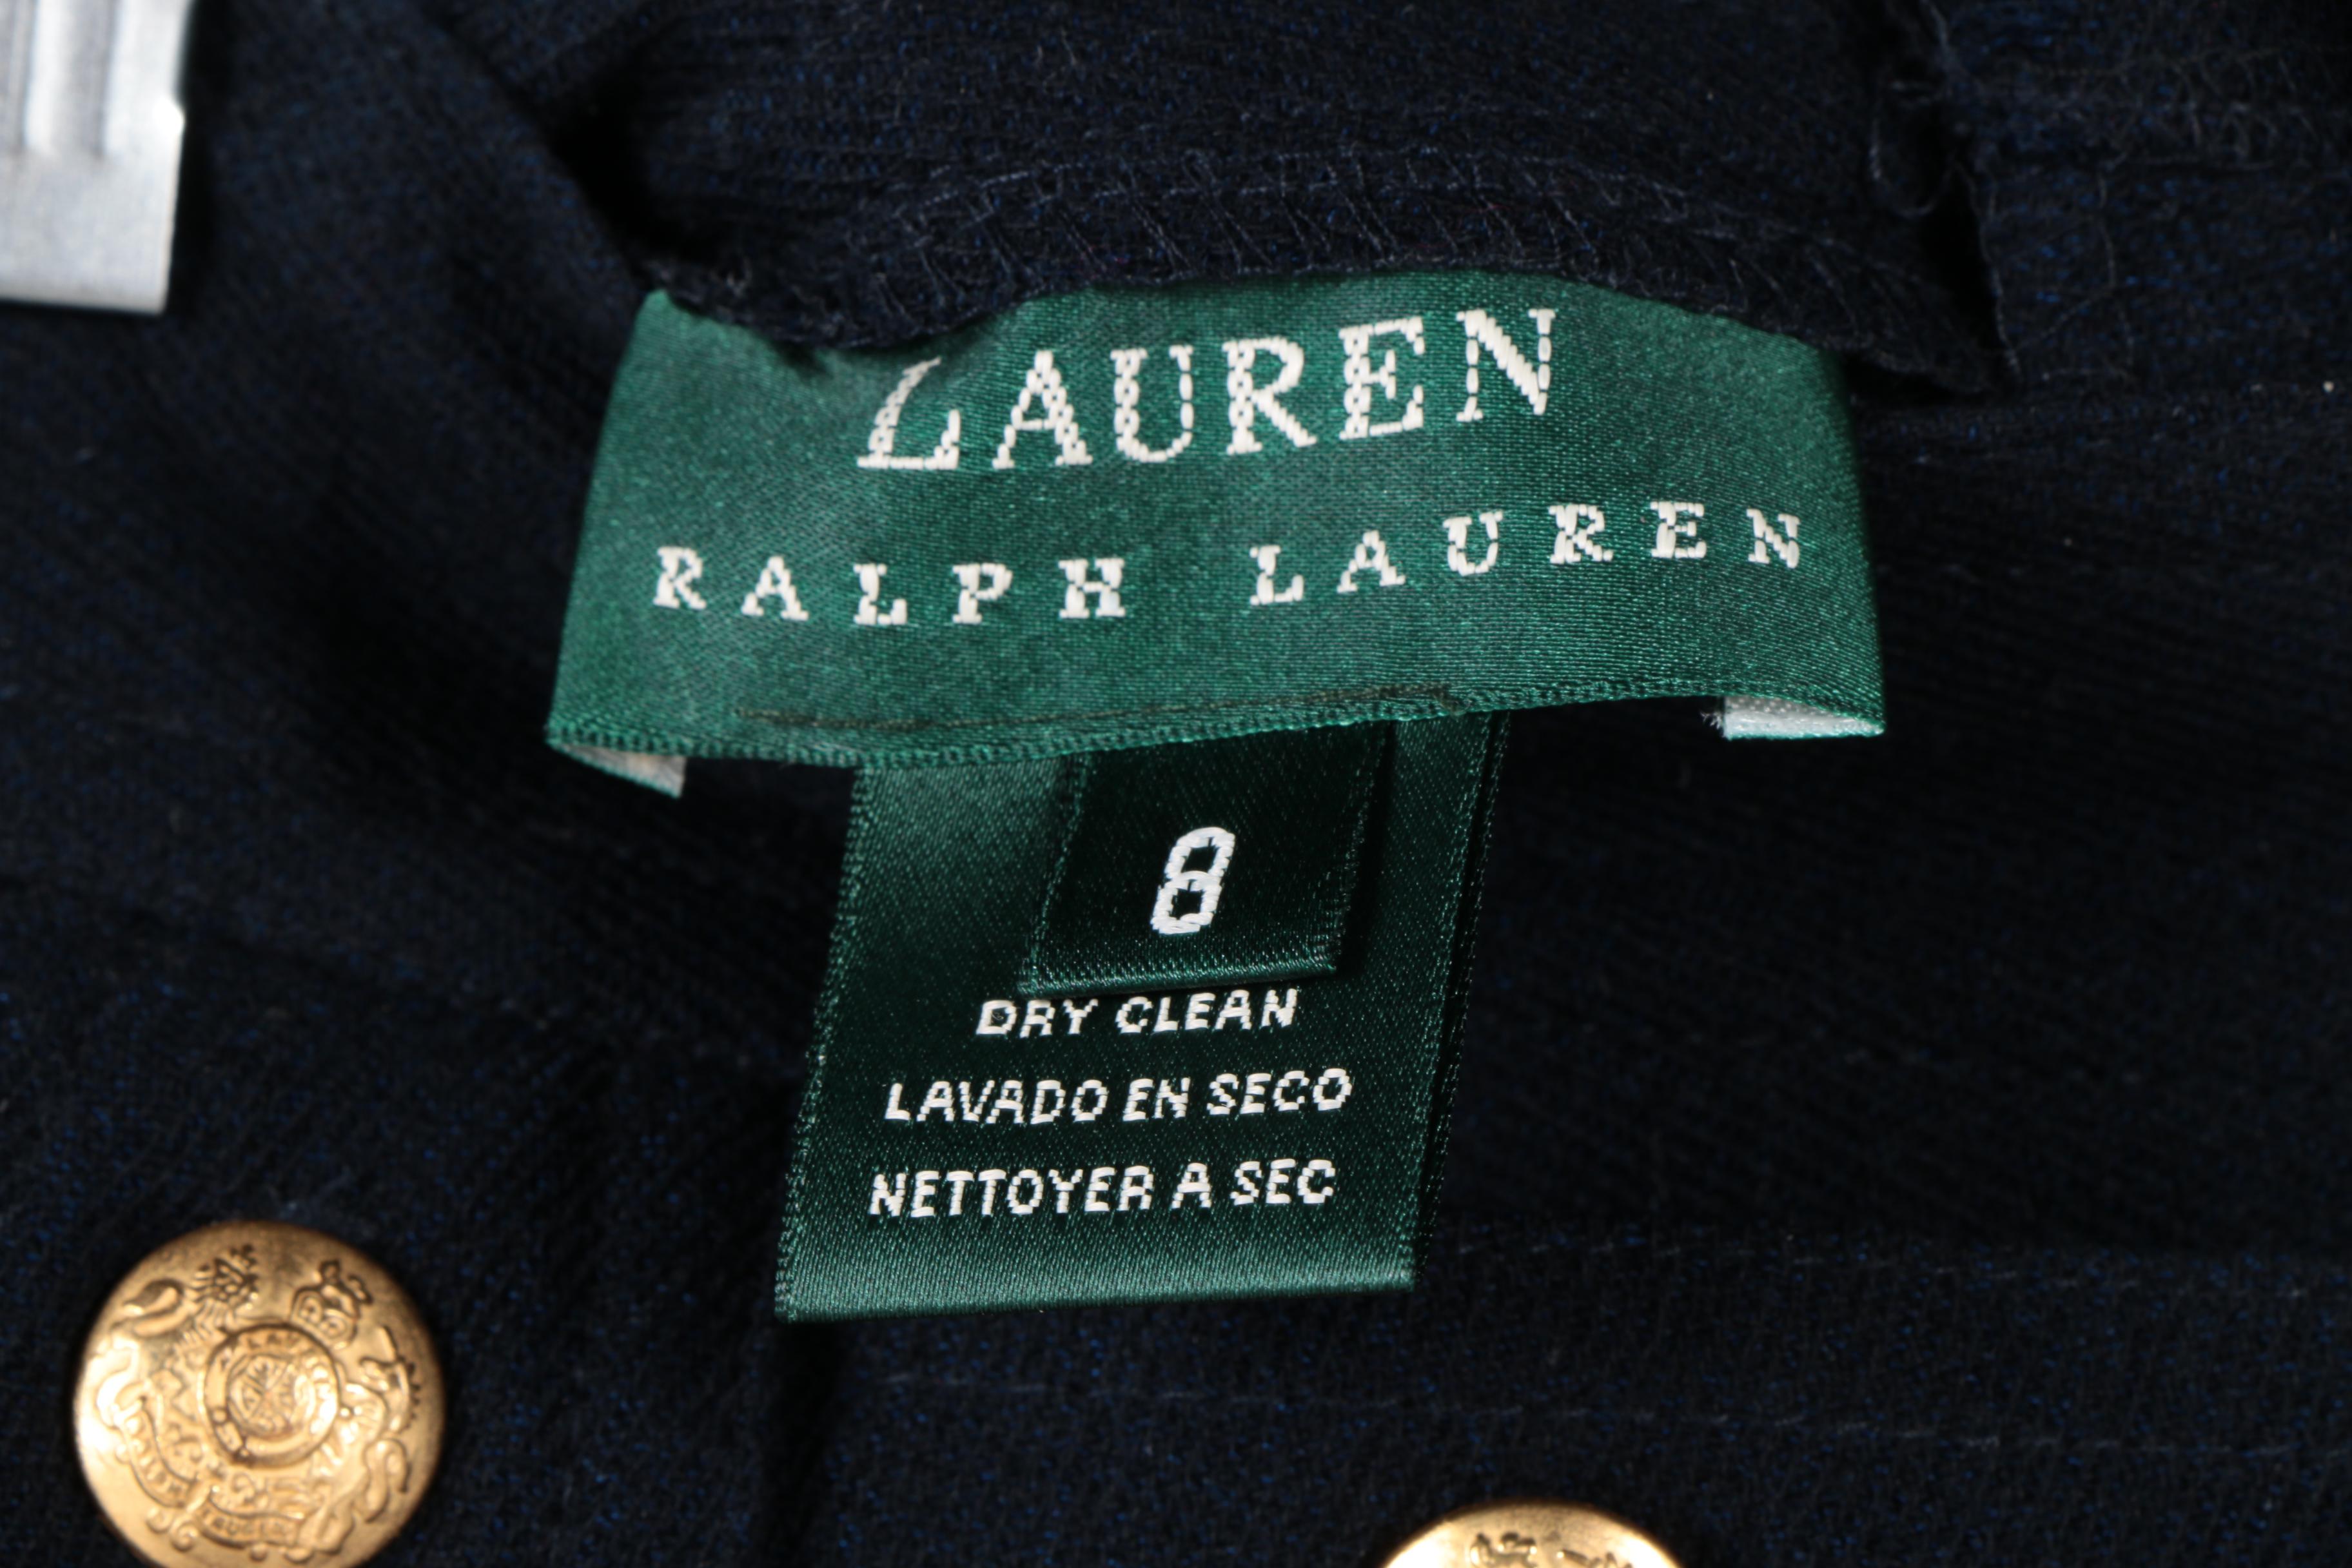 LAUREN
RALPH LAUREN
8
DRY CLEAN
LAVADO EN SECO
NETTOYER A SEC